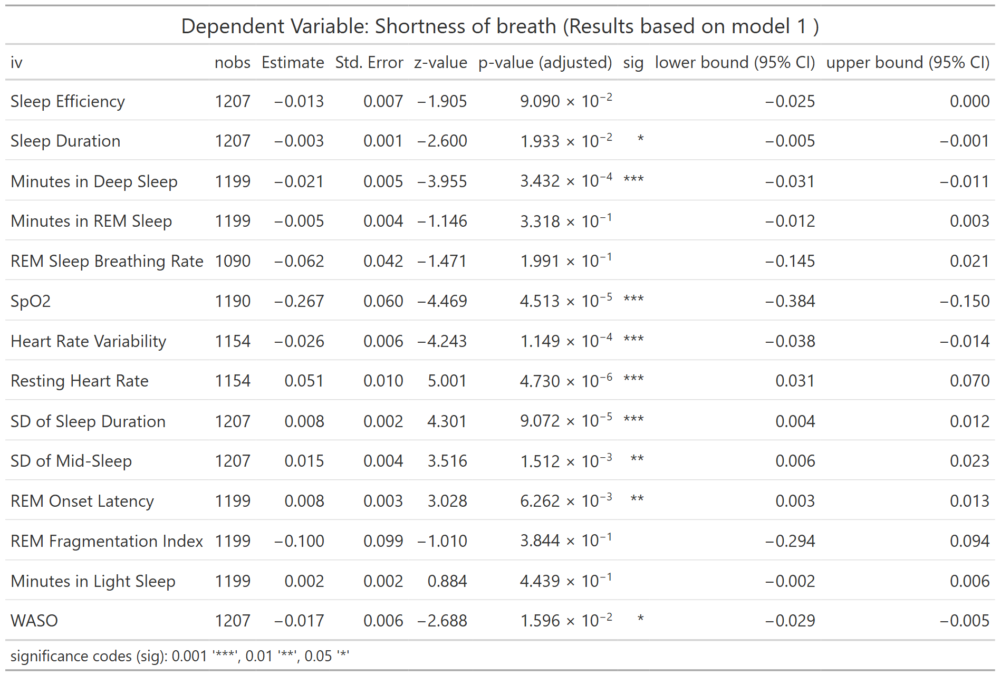 Dependent Variable: Shortness of breath (Results based on model 1 )
iv nobs Estimate Std. Error z-value p-value (adjusted) sig lower bound (95% CI) upper bound (95% CI)
Sleep Efficiency 1207 −0.013 0.007 −1.905 9.090 × 10⁻² −0.025 0.000
Sleep Duration 1207 −0.003 0.001 −2.600 1.933 × 10⁻² * −0.005 −0.001
Minutes in Deep Sleep 1199 −0.021 0.005 −3.955 3.432 × 10⁻⁴ *** −0.031 −0.011
Minutes in REM Sleep 1199 −0.005 0.004 −1.146 3.318 × 10⁻¹ −0.012 0.003
REM Sleep Breathing Rate 1090 −0.062 0.042 −1.471 1.991 × 10⁻¹ −0.145 0.021
SpO2 1190 −0.267 0.060 −4.469 4.513 × 10⁻⁵ *** −0.384 −0.150
Heart Rate Variability 1154 −0.026 0.006 −4.243 1.149 × 10⁻⁴ *** −0.038 −0.014
Resting Heart Rate 1154 0.051 0.010 5.001 4.730 × 10⁻⁶ *** 0.031 0.070
SD of Sleep Duration 1207 0.008 0.002 4.301 9.072 × 10⁻⁵ *** 0.004 0.012
SD of Mid-Sleep 1207 0.015 0.004 3.516 1.512 × 10⁻³ ** 0.006 0.023
REM Onset Latency 1199 0.008 0.003 3.028 6.262 × 10⁻³ ** 0.003 0.013
REM Fragmentation Index 1199 −0.100 0.099 −1.010 3.844 × 10⁻¹ −0.294 0.094
Minutes in Light Sleep 1199 0.002 0.002 0.884 4.439 × 10⁻¹ −0.002 0.006
WASO 1207 −0.017 0.006 −2.688 1.596 × 10⁻² * −0.029 −0.005
significance codes (sig): 0.001 '***', 0.01 '**', 0.05 '*'